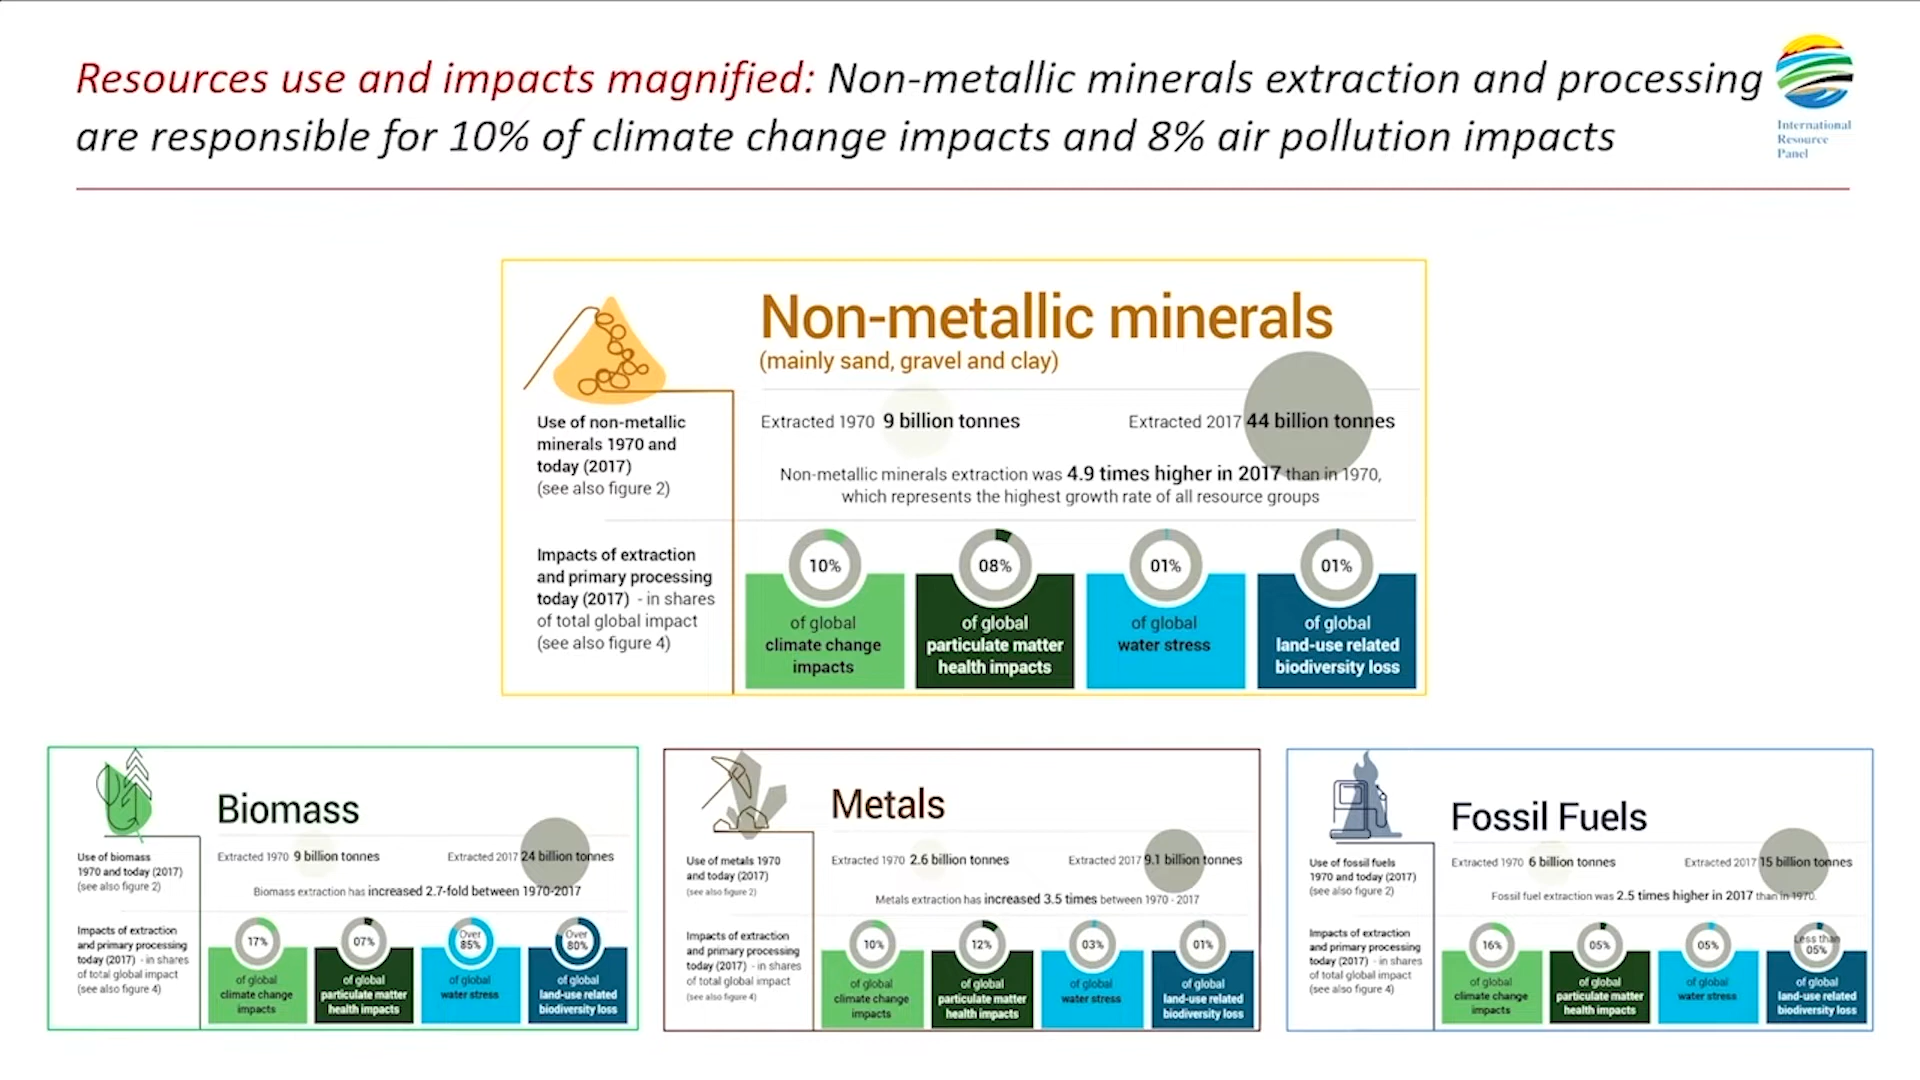 Resources use and impacts magnified: Non-metallic minerals extraction and processing
are responsible for 10% of climate change impacts and 8% air pollution impacts
International
Resource
Panel
Non-metallic minerals
(mainly sand, gravel and clay)
Use of non-metallic
minerals 1970 and
today (2017)
(see also figure 2)
Extracted 1970 9 billion tonnes
Extracted 2017 44 billion tonnes
Non-metallic minerals extraction was 4.9 times higher in 2017 than in 1970,
which represents the highest growth rate of all resource groups
Impacts of extraction
and primary processing
today (2017) - in shares
of total global impact
(see also figure 4)
10%
of global
climate change
impacts
08%
of global
particulate matter
health impacts
01%
of global
water stress
01%
of global
land-use related
biodiversity loss
Biomass
Use of biomass
1970 and today (2017)
(see also figure 2)
Extracted 1970 9 billion tonnes
Extracted 2017 24 billion tonnes
Biomass extraction has increased 2.7-fold between 1970-2017
Impacts of extraction
and primary processing
today (2017) - in shares
of total global impact
(see also figure 4)
17%
of global
climate change
impacts
07%
of global
particulate matter
health impacts
Over
85%
of global
water stress
Over
80%
of global
land-use related
biodiversity loss
Metals
Use of metals 1970
and today (2017)
(see also figure 2)
Extracted 1970 2.6 billion tonnes
Extracted 2017 9.1 billion tonnes
Metals extraction has increased 3.5 times between 1970 - 2017
Impacts of extraction
and primary processing
today (2017) - in shares
of total global impact
(see also figure 4)
10%
of global
climate change
impacts
12%
of global
particulate matter
health impacts
03%
of global
water stress
01%
of global
land-use related
biodiversity loss
Fossil Fuels
Use of fossil fuels
1970 and today (2017)
(see also figure 2)
Extracted 1970 6 billion tonnes
Extracted 2017 15 billion tonnes
Fossil fuel extraction was 2.5 times higher in 2017 than in 1970.
Impacts of extraction
and primary processing
today (2017) - in shares
of total global impact
(see also figure 4)
16%
of global
climate change
impacts
05%
of global
particulate matter
health impacts
05%
of global
water stress
Less than
05%
of global
land-use related
biodiversity loss